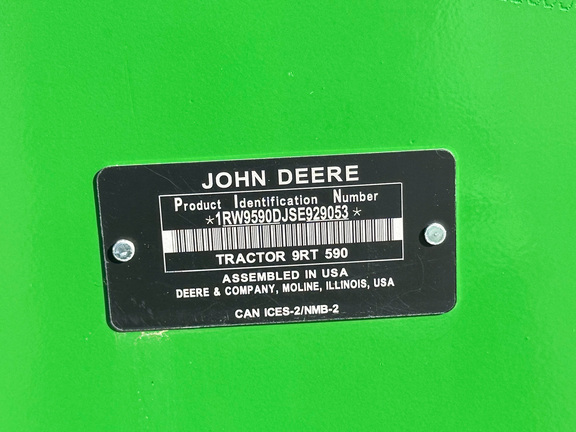 JOHN DEERE
Product Identification Number
*1RW9590DJSE929053*
TRACTOR 9RT 590
ASSEMBLED IN USA
DEERE & COMPANY, MOLINE, ILLINOIS, USA
CAN ICES-2/NMB-2